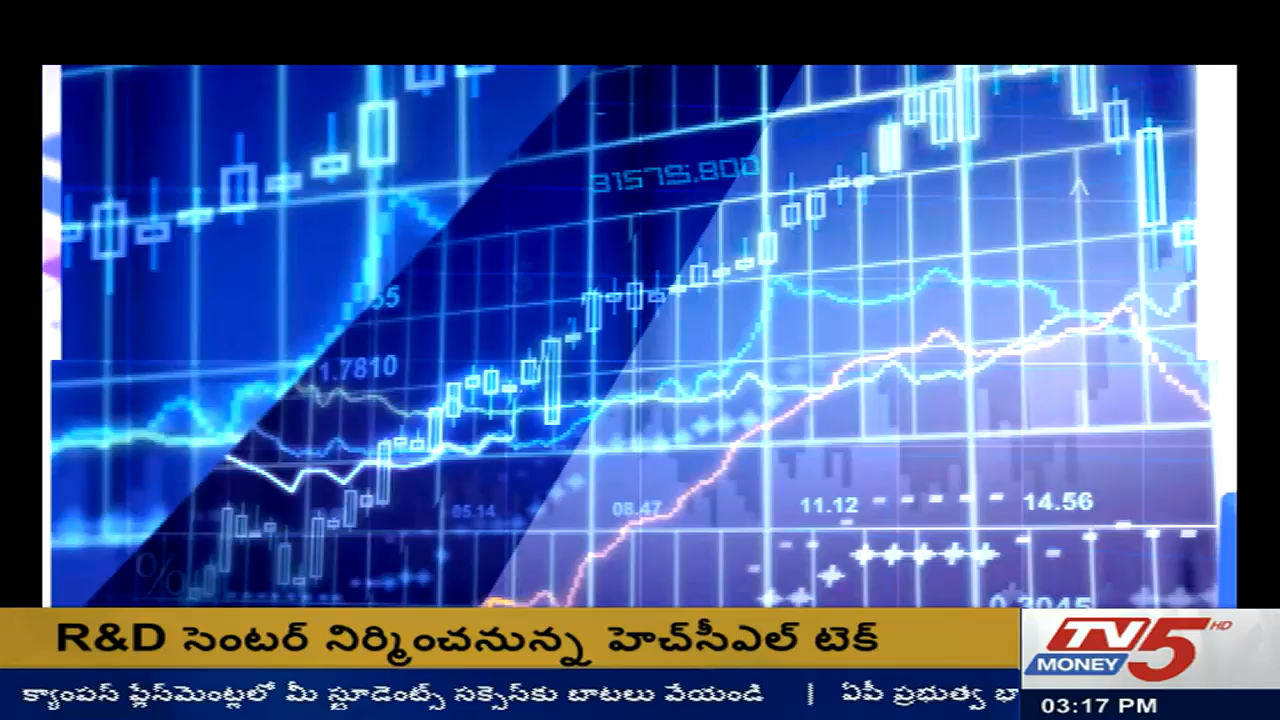 31575.800
55
1.7810
05.14
08.47
11.12
14.56
0.3045
%
R&D సెంటర్ నిర్మించనున్న హెచ్‌సీఎల్ టెక్
TV5 HD
MONEY
క్యాంపస్ ప్లేస్‌మెంట్లలో మీ స్టూడెంట్స్ సక్సెస్‌కు బాటలు వేయండి | ఏపీ ప్రభుత్వ భా
03:17 PM